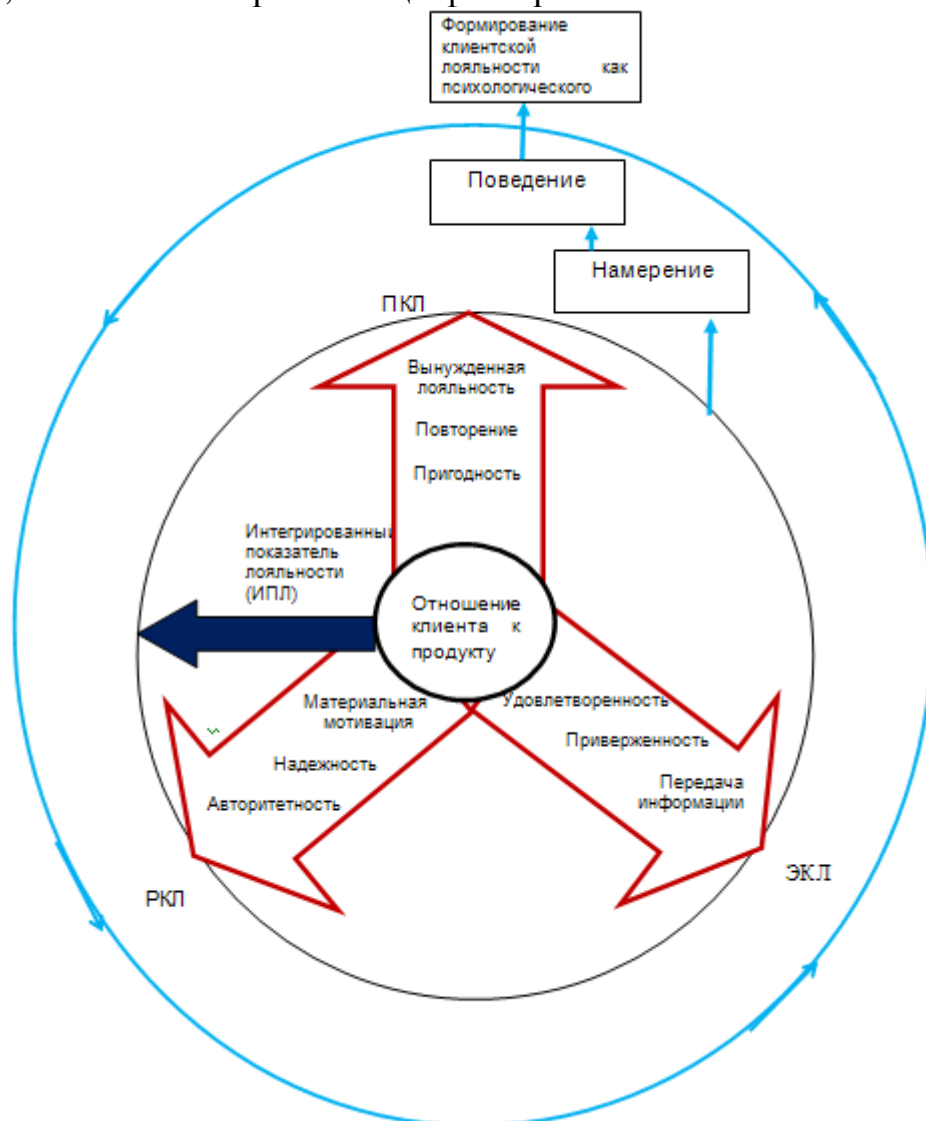 Формирование
клиентской
лояльности как
психологического
Поведение
Намерение
ПКЛ
Вынужденная
лояльность
Повторение
Пригодность
Интегрированный
показатель
лояльности
(ИПЛ)
Отношение
клиента к
продукту
Материальная
мотивация
Надежность
Авторитетность
Удовлетворенность
Приверженность
Передача
информации
РКЛ
ЭКЛ